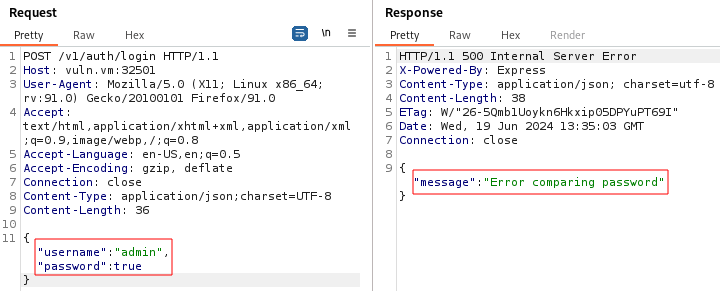 Request
Pretty Raw Hex
\n
1 POST /v1/auth/login HTTP/1.1
2 Host: vuln.vm:32501
3 User-Agent: Mozilla/5.0 (X11; Linux x86_64;
rv:91.0) Gecko/20100101 Firefox/91.0
4 Accept:
text/html,application/xhtml+xml,application/xml
;q=0.9,image/webp,/;q=0.8
5 Accept-Language: en-US,en;q=0.5
6 Accept-Encoding: gzip, deflate
7 Connection: close
8 Content-Type: application/json;charset=UTF-8
9 Content-Length: 36
10
11 {
"username":"admin",
"password":true
}
Response
Pretty Raw Hex Render
1 HTTP/1.1 500 Internal Server Error
2 X-Powered-By: Express
3 Content-Type: application/json; charset=utf-8
4 Content-Length: 38
5 ETag: W/"26-5Qmb1Uoykn6Hkxip05DPYuPT69I"
6 Date: Wed, 19 Jun 2024 13:35:03 GMT
7 Connection: close
8
9 {
"message":"Error comparing password"
}